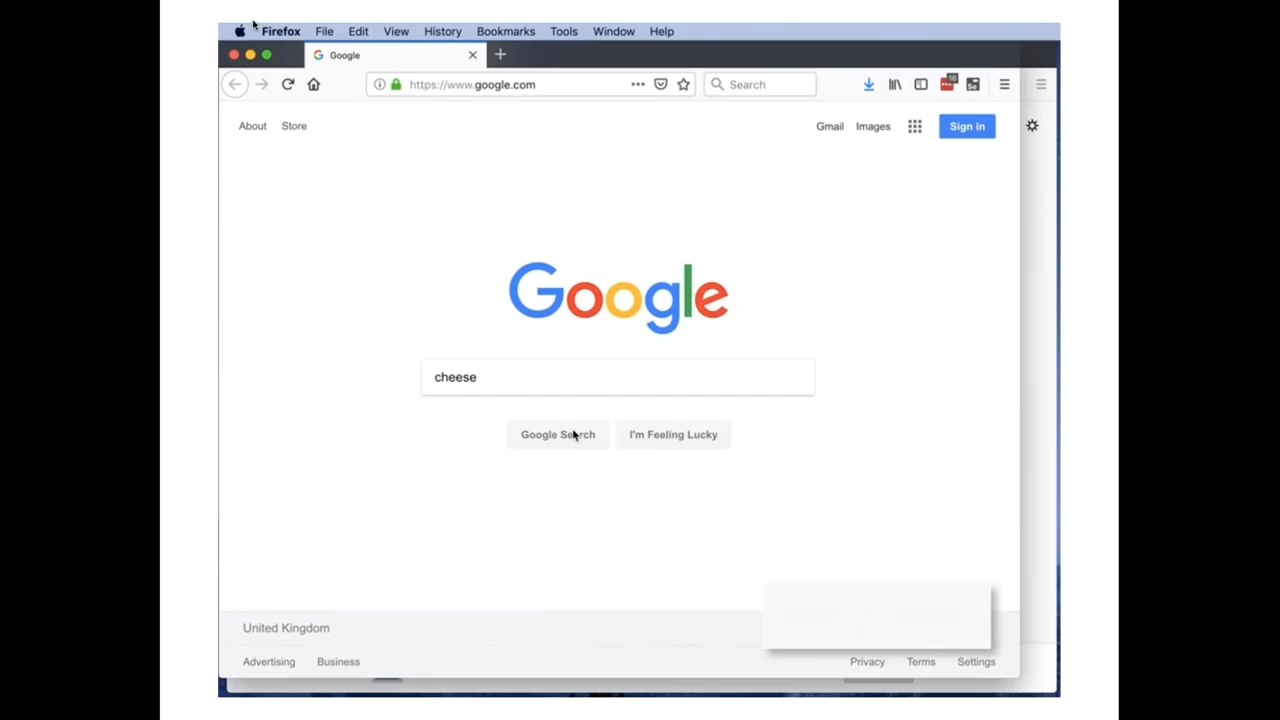 Firefox File Edit View History Bookmarks Tools Window Help
Google
https://www.google.com
Search
16
About Store
Gmail Images Sign in
Google
cheese
Google Search I'm Feeling Lucky
United Kingdom
Advertising Business
Privacy Terms Settings